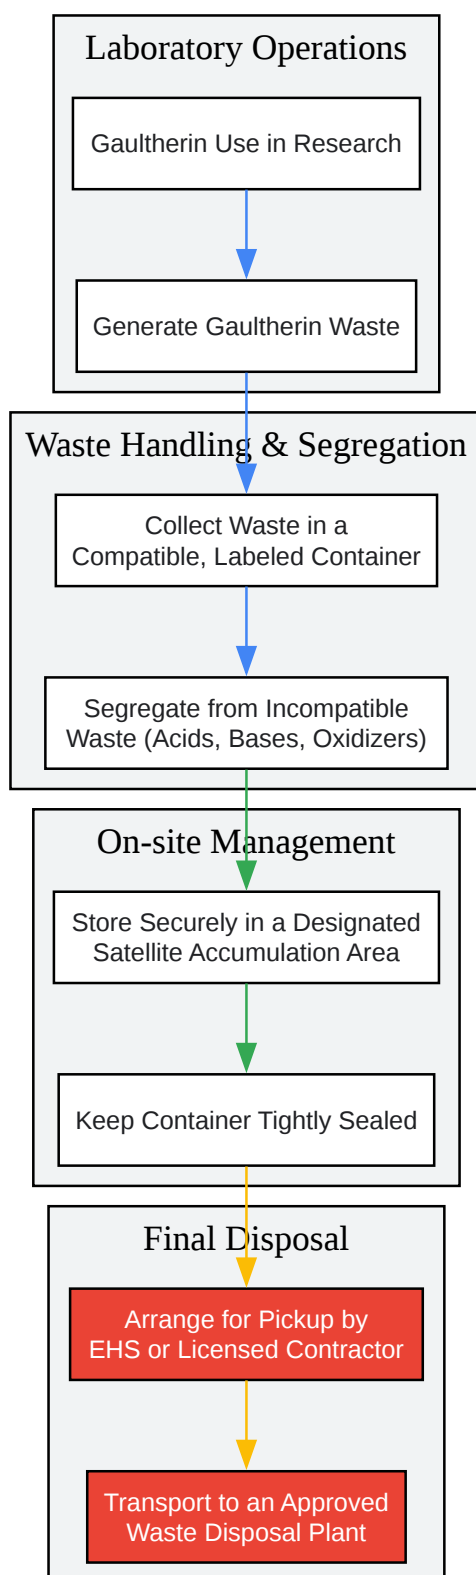 Laboratory Operations
Gaultherin Use in Research
Generate Gaultherin Waste
Waste Handling & Segregation
Collect Waste in a
Compatible, Labeled Container
Segregate from Incompatible
Waste (Acids, Bases, Oxidizers)
On-site Management
Store Securely in a Designated
Satellite Accumulation Area
Keep Container Tightly Sealed
Final Disposal
Arrange for Pickup by
EHS or Licensed Contractor
Transport to an Approved
Waste Disposal Plant